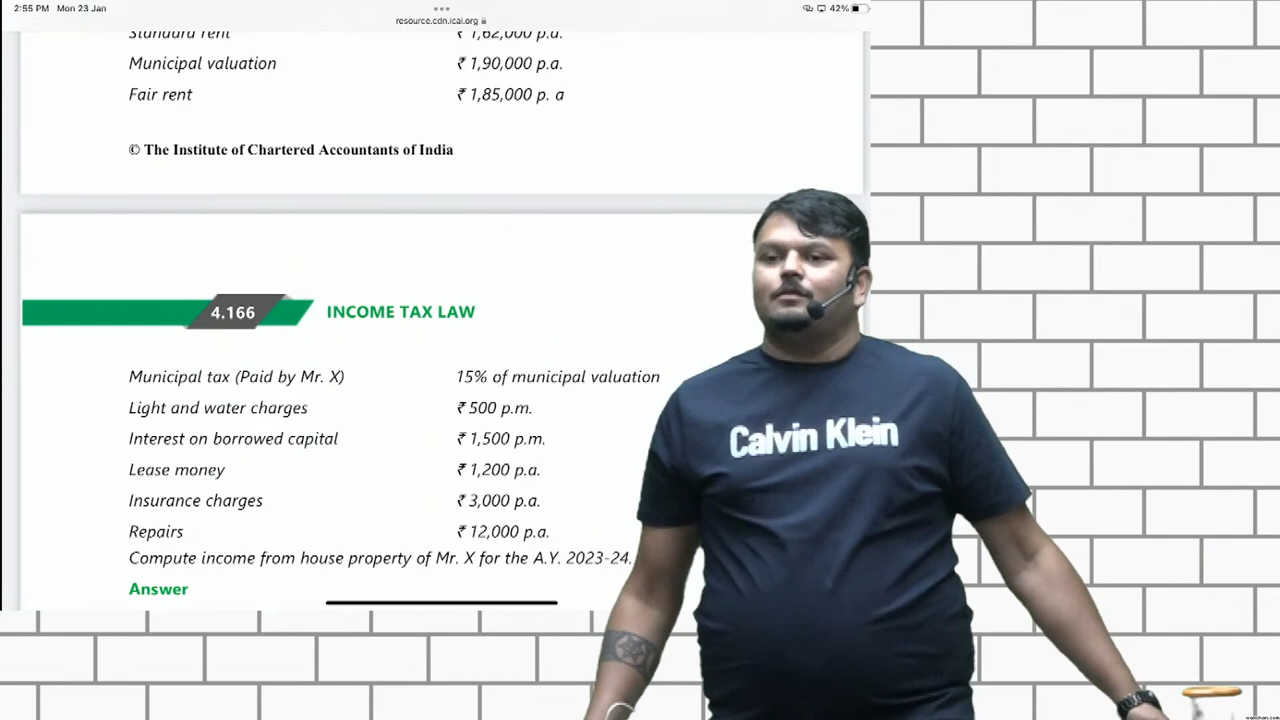 2:55 PM Mon 23 Jan
42%
resource.cdn.icai.org
Standard rent ₹ 1,62,000 p.a.
Municipal valuation ₹ 1,90,000 p.a.
Fair rent ₹ 1,85,000 p. a
© The Institute of Chartered Accountants of India
4.166 INCOME TAX LAW
Municipal tax (Paid by Mr. X) 15% of municipal valuation
Light and water charges ₹ 500 p.m.
Interest on borrowed capital ₹ 1,500 p.m.
Lease money ₹ 1,200 p.a.
Insurance charges ₹ 3,000 p.a.
Repairs ₹ 12,000 p.a.
Compute income from house property of Mr. X for the A.Y. 2023-24.
Answer
Calvin Klein